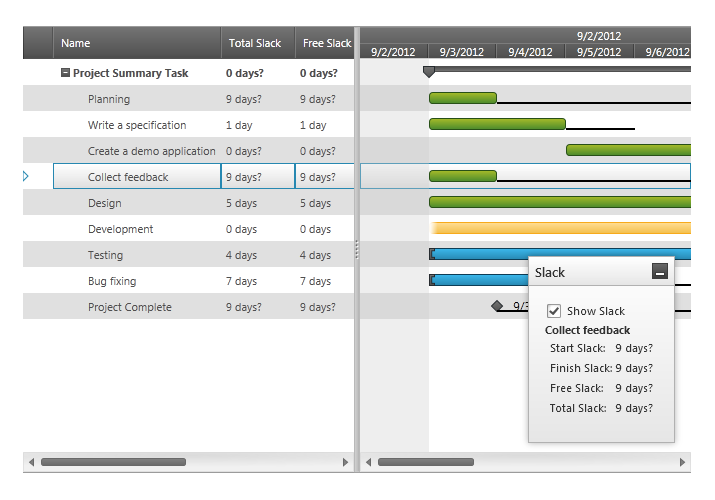 Name Total Slack Free Slack 9/2/2012
9/2/2012 9/3/2012 9/4/2012 9/5/2012 9/6/2012
Project Summary Task 0 days? 0 days?
Planning 9 days? 9 days?
Write a specification 1 day 1 day
Create a demo application 0 days? 0 days?
Collect feedback 9 days? 9 days?
Design 5 days 5 days
Development 0 days 0 days
Testing 4 days 4 days
Bug fixing 7 days 7 days
Project Complete 9 days? 9 days?
Slack
Show Slack
Collect feedback
Start Slack: 9 days?
Finish Slack: 9 days?
Free Slack: 9 days?
Total Slack: 9 days?